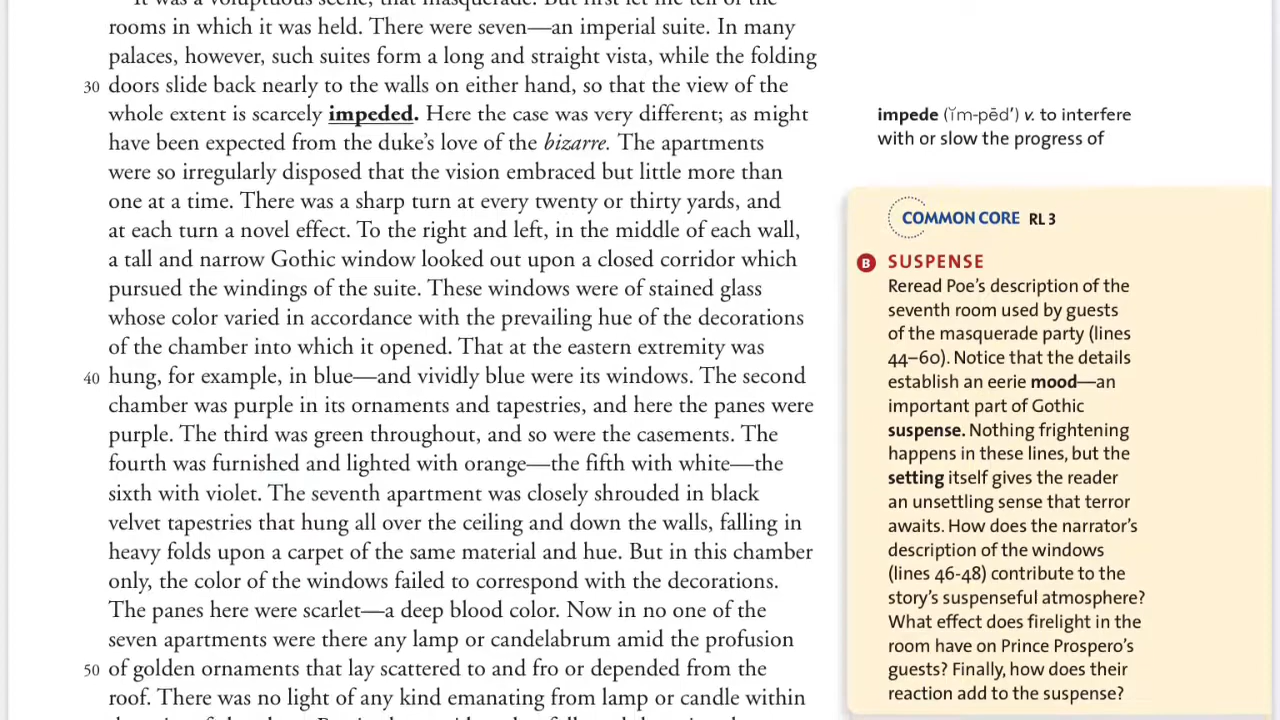 It was a voluptuous scene, that masquerade. But first let me tell of the
rooms in which it was held. There were seven—an imperial suite. In many
palaces, however, such suites form a long and straight vista, while the folding
30 doors slide back nearly to the walls on either hand, so that the view of the
whole extent is scarcely impeded. Here the case was very different; as might
have been expected from the duke's love of the bizarre. The apartments
were so irregularly disposed that the vision embraced but little more than
one at a time. There was a sharp turn at every twenty or thirty yards, and
at each turn a novel effect. To the right and left, in the middle of each wall,
a tall and narrow Gothic window looked out upon a closed corridor which
pursued the windings of the suite. These windows were of stained glass
whose color varied in accordance with the prevailing hue of the decorations
of the chamber into which it opened. That at the eastern extremity was
40 hung, for example, in blue—and vividly blue were its windows. The second
chamber was purple in its ornaments and tapestries, and here the panes were
purple. The third was green throughout, and so were the casements. The
fourth was furnished and lighted with orange—the fifth with white—the
sixth with violet. The seventh apartment was closely shrouded in black
velvet tapestries that hung all over the ceiling and down the walls, falling in
heavy folds upon a carpet of the same material and hue. But in this chamber
only, the color of the windows failed to correspond with the decorations.
The panes here were scarlet—a deep blood color. Now in no one of the
seven apartments were there any lamp or candelabrum amid the profusion
50 of golden ornaments that lay scattered to and fro or depended from the
roof. There was no light of any kind emanating from lamp or candle within
impede (ĭm-pēd') v. to interfere
with or slow the progress of
COMMON CORE RL 3
B SUSPENSE
Reread Poe's description of the
seventh room used by guests
of the masquerade party (lines
44–60). Notice that the details
establish an eerie mood—an
important part of Gothic
suspense. Nothing frightening
happens in these lines, but the
setting itself gives the reader
an unsettling sense that terror
awaits. How does the narrator's
description of the windows
(lines 46-48) contribute to the
story's suspenseful atmosphere?
What effect does firelight in the
room have on Prince Prospero's
guests? Finally, how does their
reaction add to the suspense?